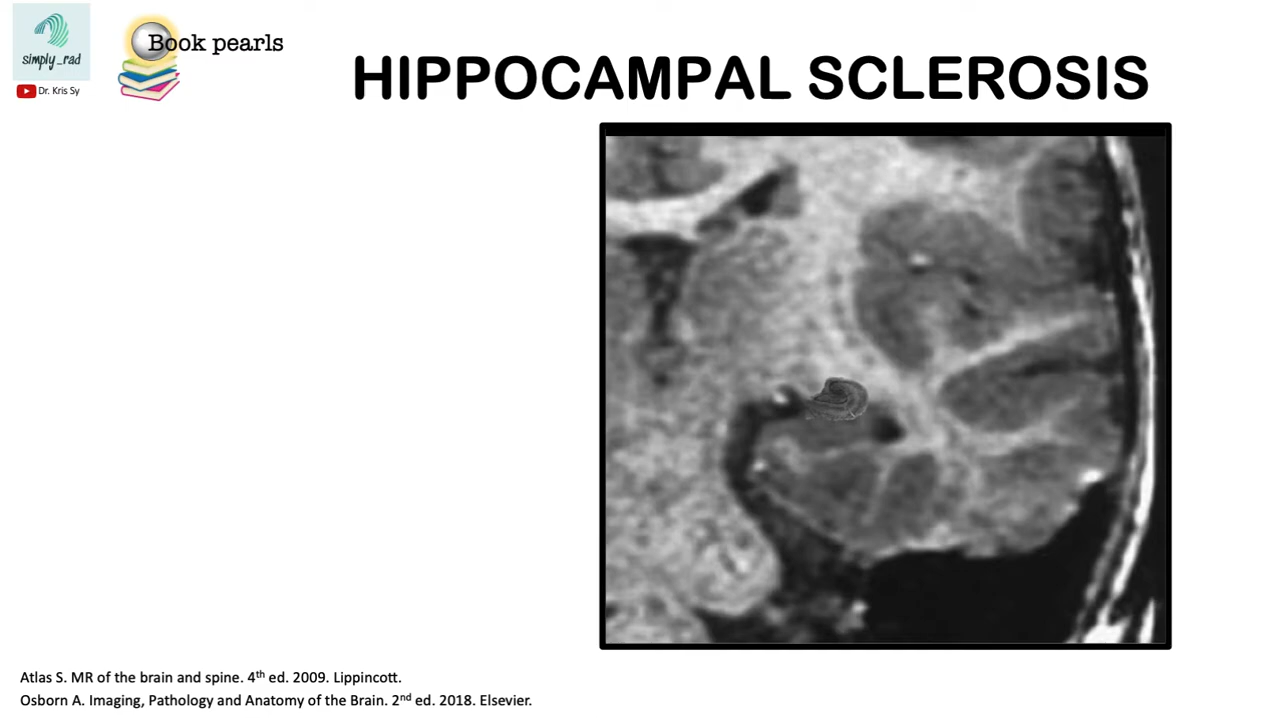 simply_rad
Dr. Kris Sy
Book pearls
HIPPOCAMPAL SCLEROSIS
Atlas S. MR of the brain and spine. 4th ed. 2009. Lippincott.
Osborn A. Imaging, Pathology and Anatomy of the Brain. 2nd ed. 2018. Elsevier.